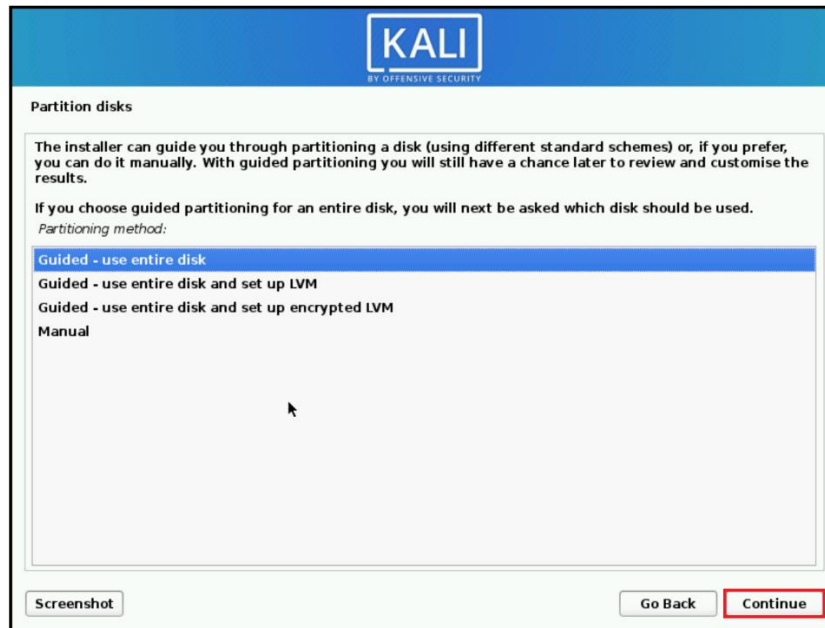 KALI
BY OFFENSIVE SECURITY
Partition disks
The installer can guide you through partitioning a disk (using different standard schemes) or, if you prefer,
you can do it manually. With guided partitioning you will still have a chance later to review and customise the
results.
If you choose guided partitioning for an entire disk, you will next be asked which disk should be used.
Partitioning method:
Guided - use entire disk
Guided - use entire disk and set up LVM
Guided - use entire disk and set up encrypted LVM
Manual
Screenshot Go Back Continue